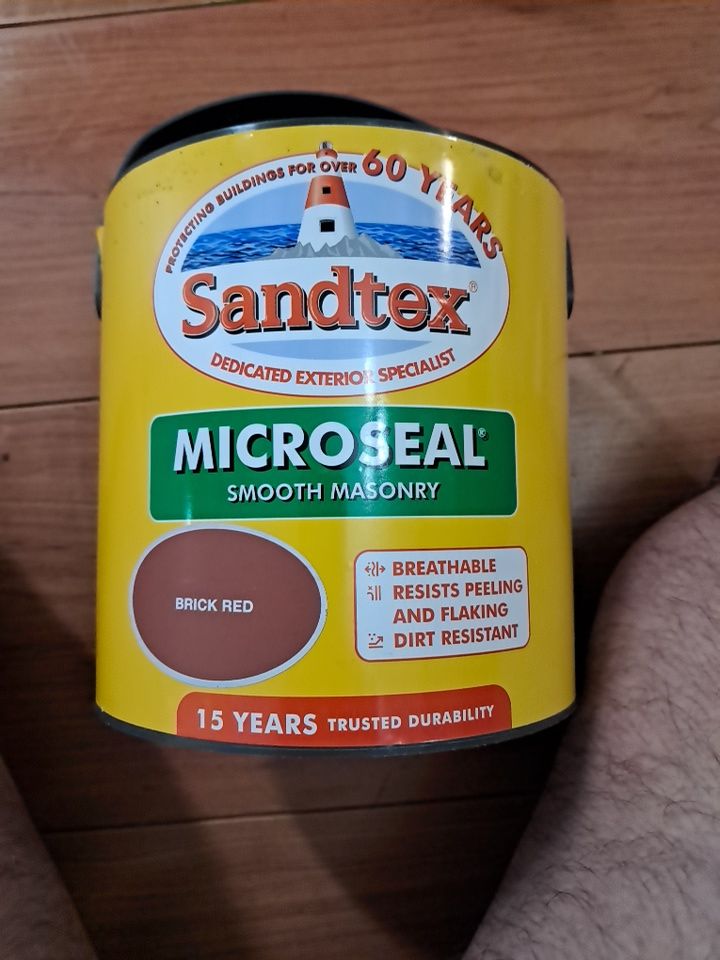 PROTECTING BUILDINGS FOR OVER 60 YEARS
Sandtex®
DEDICATED EXTERIOR SPECIALIST
MICROSEAL®
SMOOTH MASONRY
BRICK RED
BREATHABLE
RESISTS PEELING
AND FLAKING
DIRT RESISTANT
15 YEARS TRUSTED DURABILITY